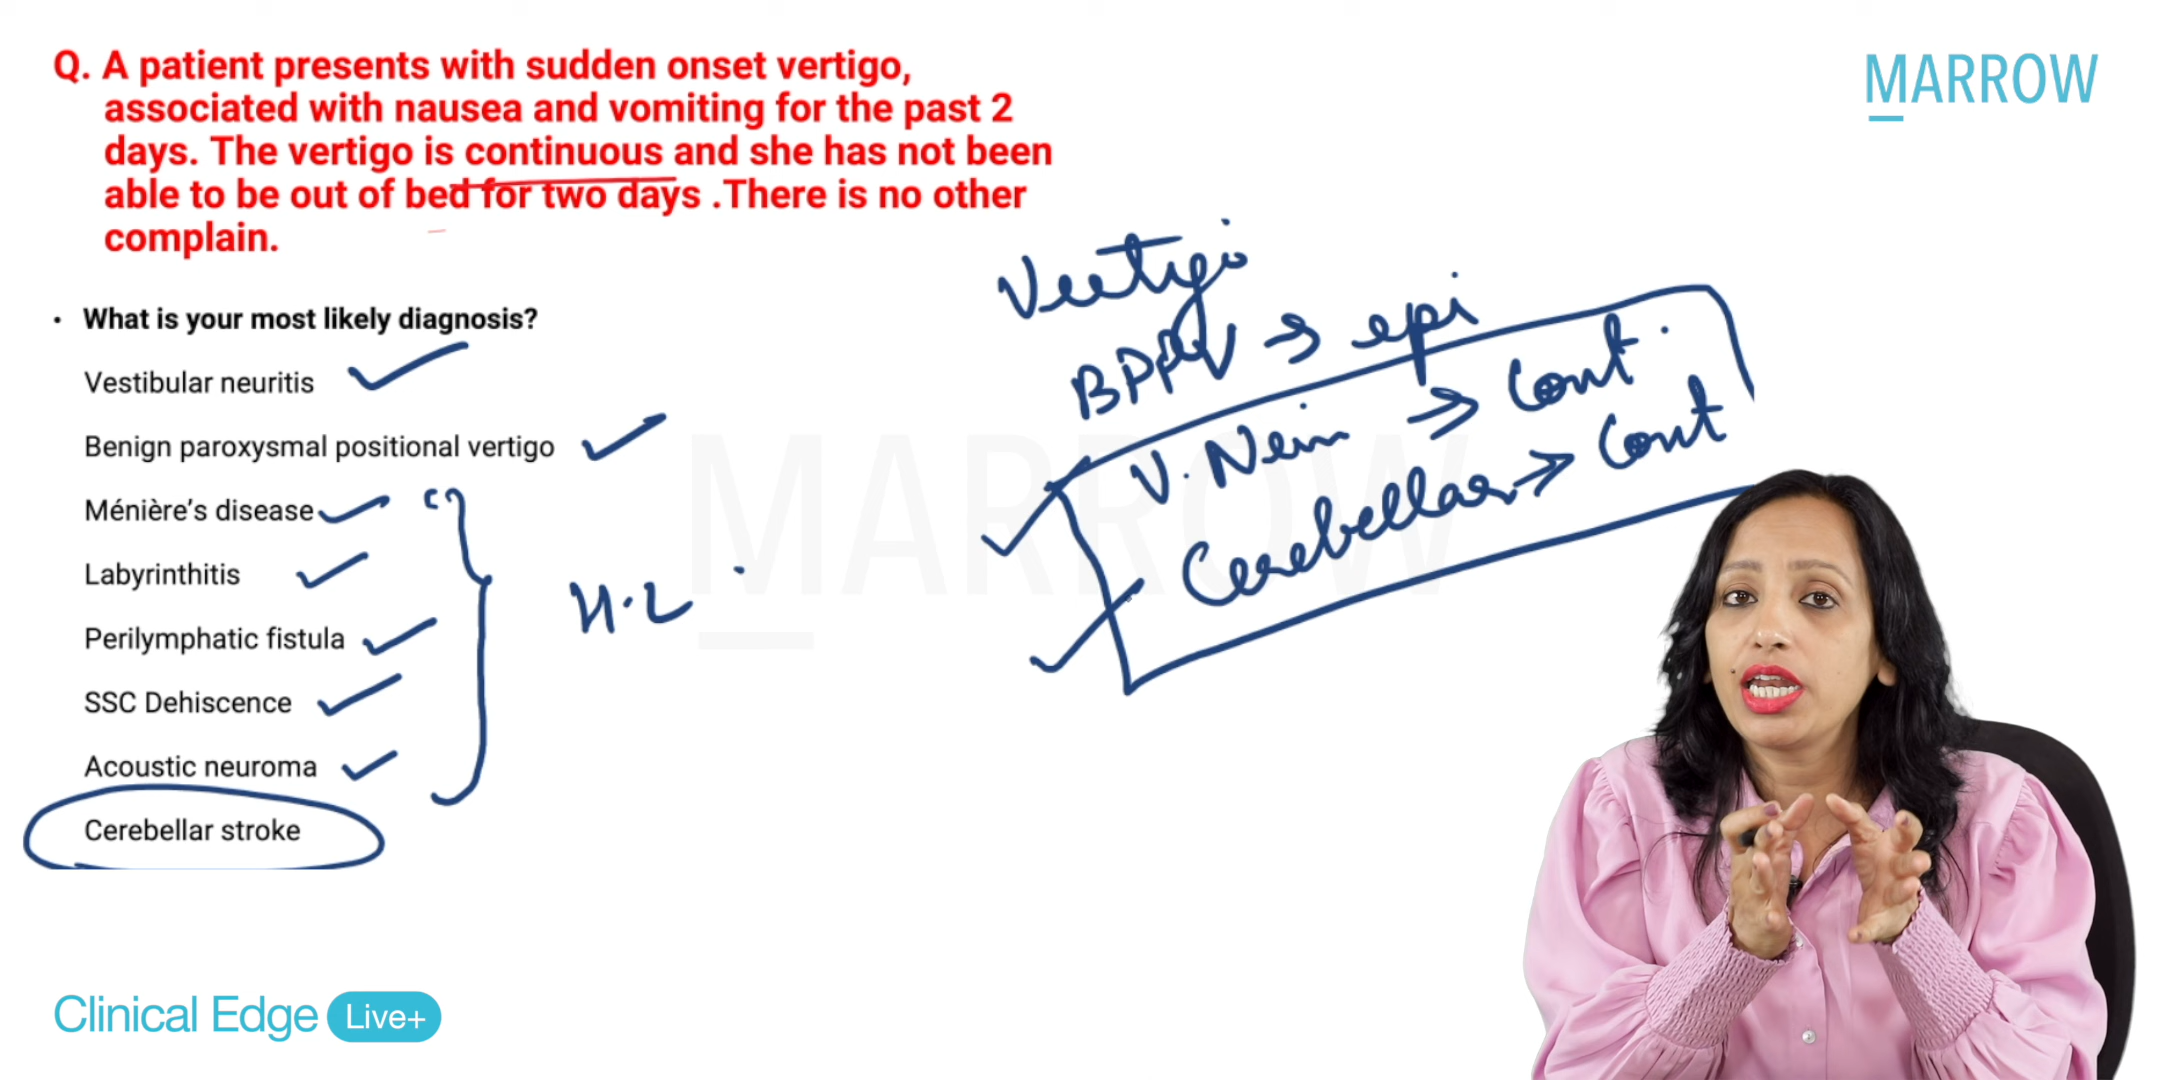 Q. A patient presents with sudden onset vertigo,
associated with nausea and vomiting for the past 2
days. The vertigo is continuous and she has not been
able to be out of bed for two days .There is no other
complain.
MARROW
• What is your most likely diagnosis?
Vestibular neuritis
Benign paroxysmal positional vertigo
Ménière's disease
Labyrinthitis
Perilymphatic fistula
SSC Dehiscence
Acoustic neuroma
Cerebellar stroke
H.L
Vertigo
BPPV → epi
V. Neu → Cont.
Cerebellar → Cont
MARROW
Clinical Edge Live+